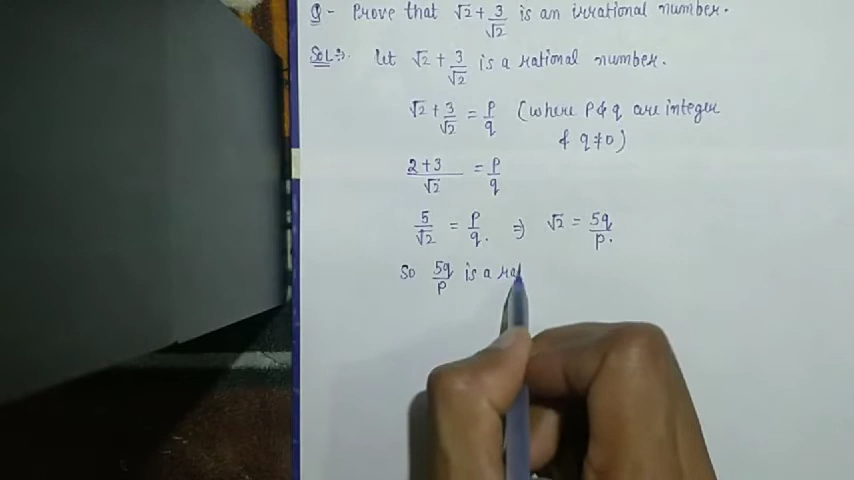 Q - Prove that √2 + 3/√2 is an irrational number.
SOL:- let √2 + 3/√2 is a rational number.
√2 + 3/√2 = P/q (where P & q are integer
& q ≠ 0)
2+3/√2 = P/q
5/√2 = P/q. ⇒ √2 = 5q/p.
So 5q/p is a ra